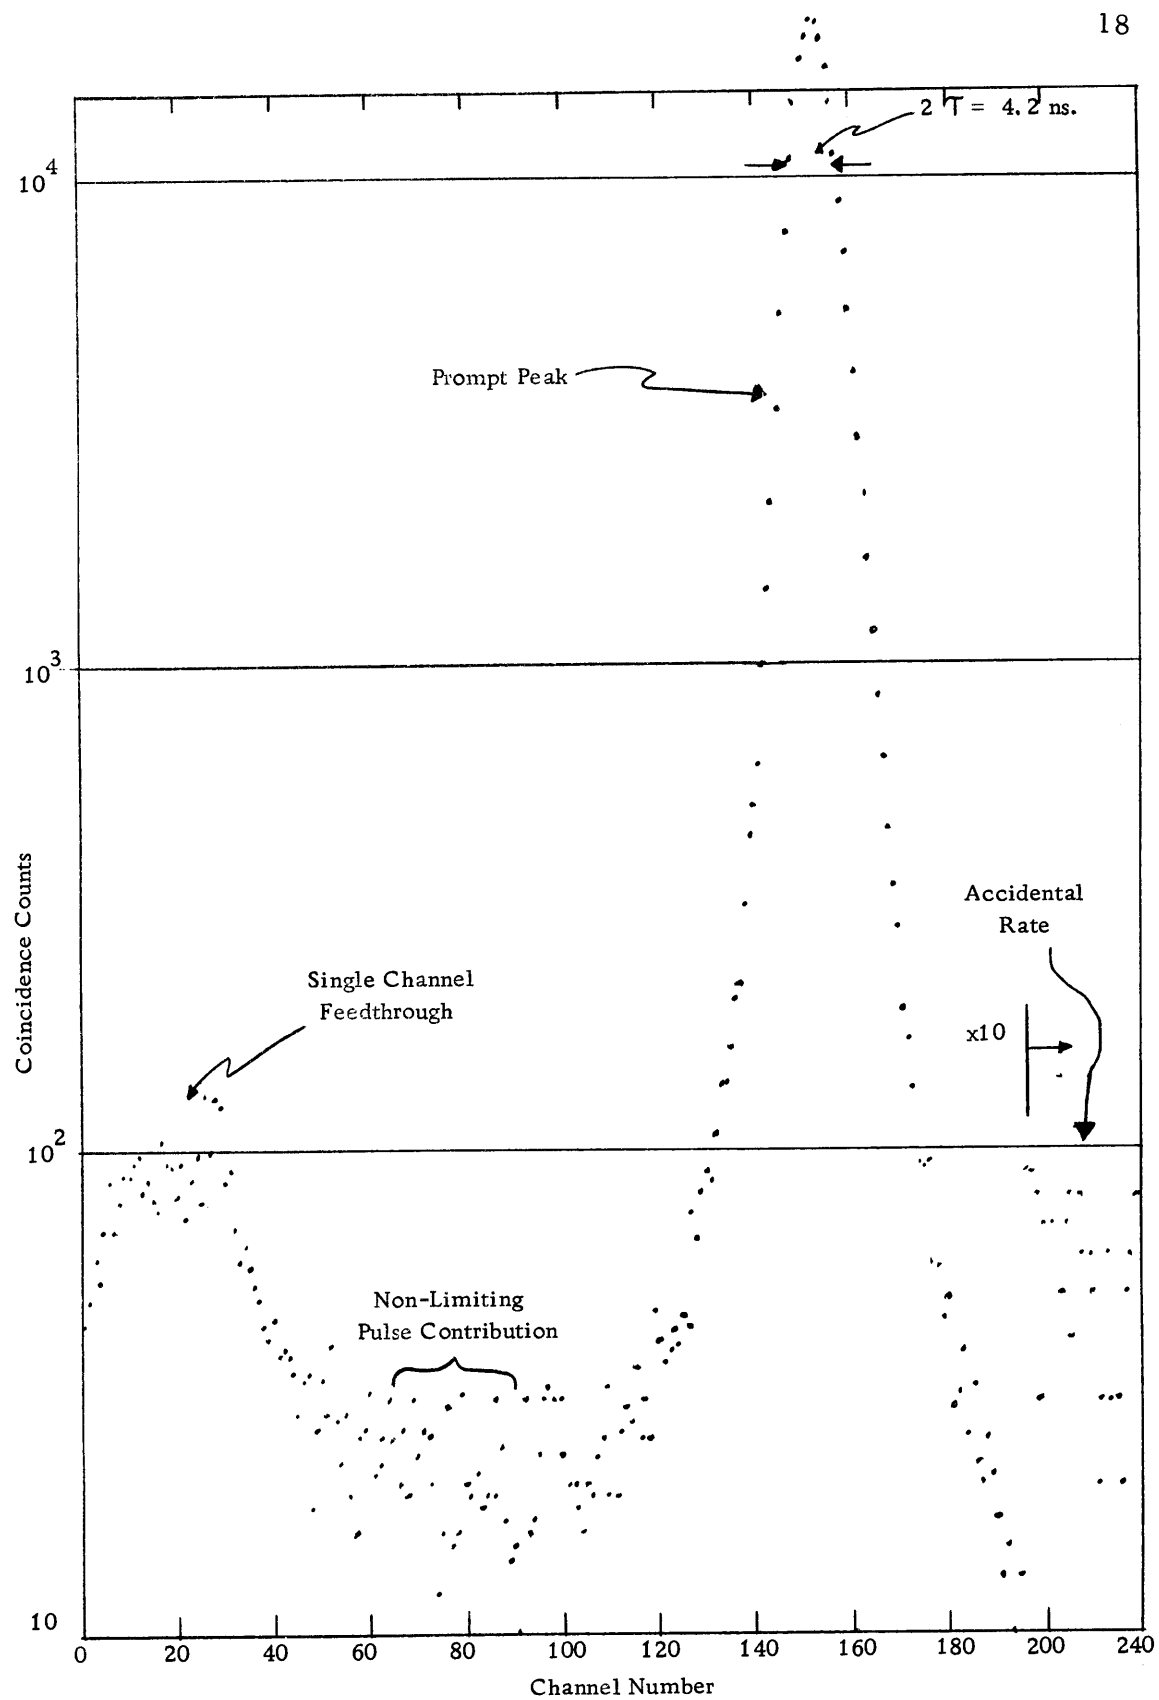 18
2 T = 4.2 ns.
10^4
Prompt Peak
10^3
Accidental
Rate
Single Channel
Feedthrough
x10
Coincidence Counts
10^2
Non-Limiting
Pulse Contribution
10
0 20 40 60 80 100 120 140 160 180 200 240
Channel Number